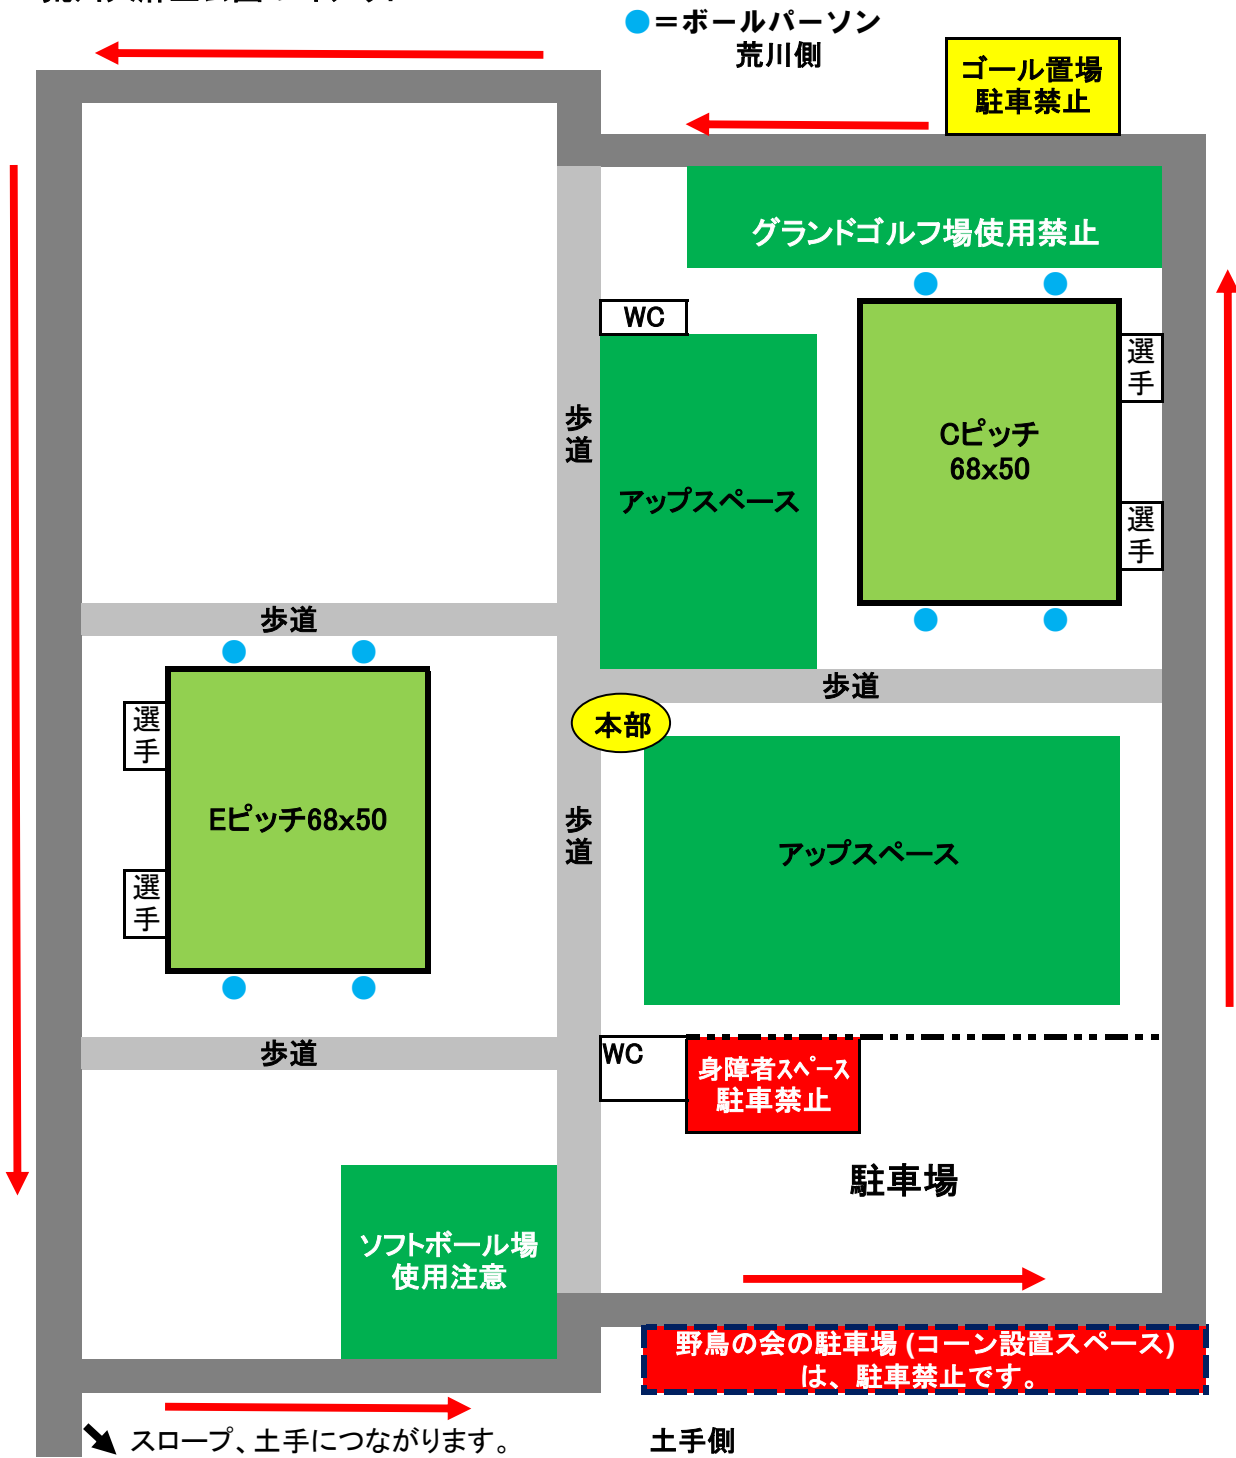 ●=ボールパーソン
荒川側
ゴール置場
駐車禁止
グランドゴルフ場使用禁止
WC
選手
歩道
Cピッチ
68x50
アップスペース
選手
歩道
歩道
本部
選手
Eピッチ68x50
歩道
アップスペース
選手
歩道
WC
身障者スペース
駐車禁止
駐車場
ソフトボール場
使用注意
野鳥の会の駐車場(コーン設置スペース)
は、駐車禁止です。
スロープ、土手につながります。
土手側